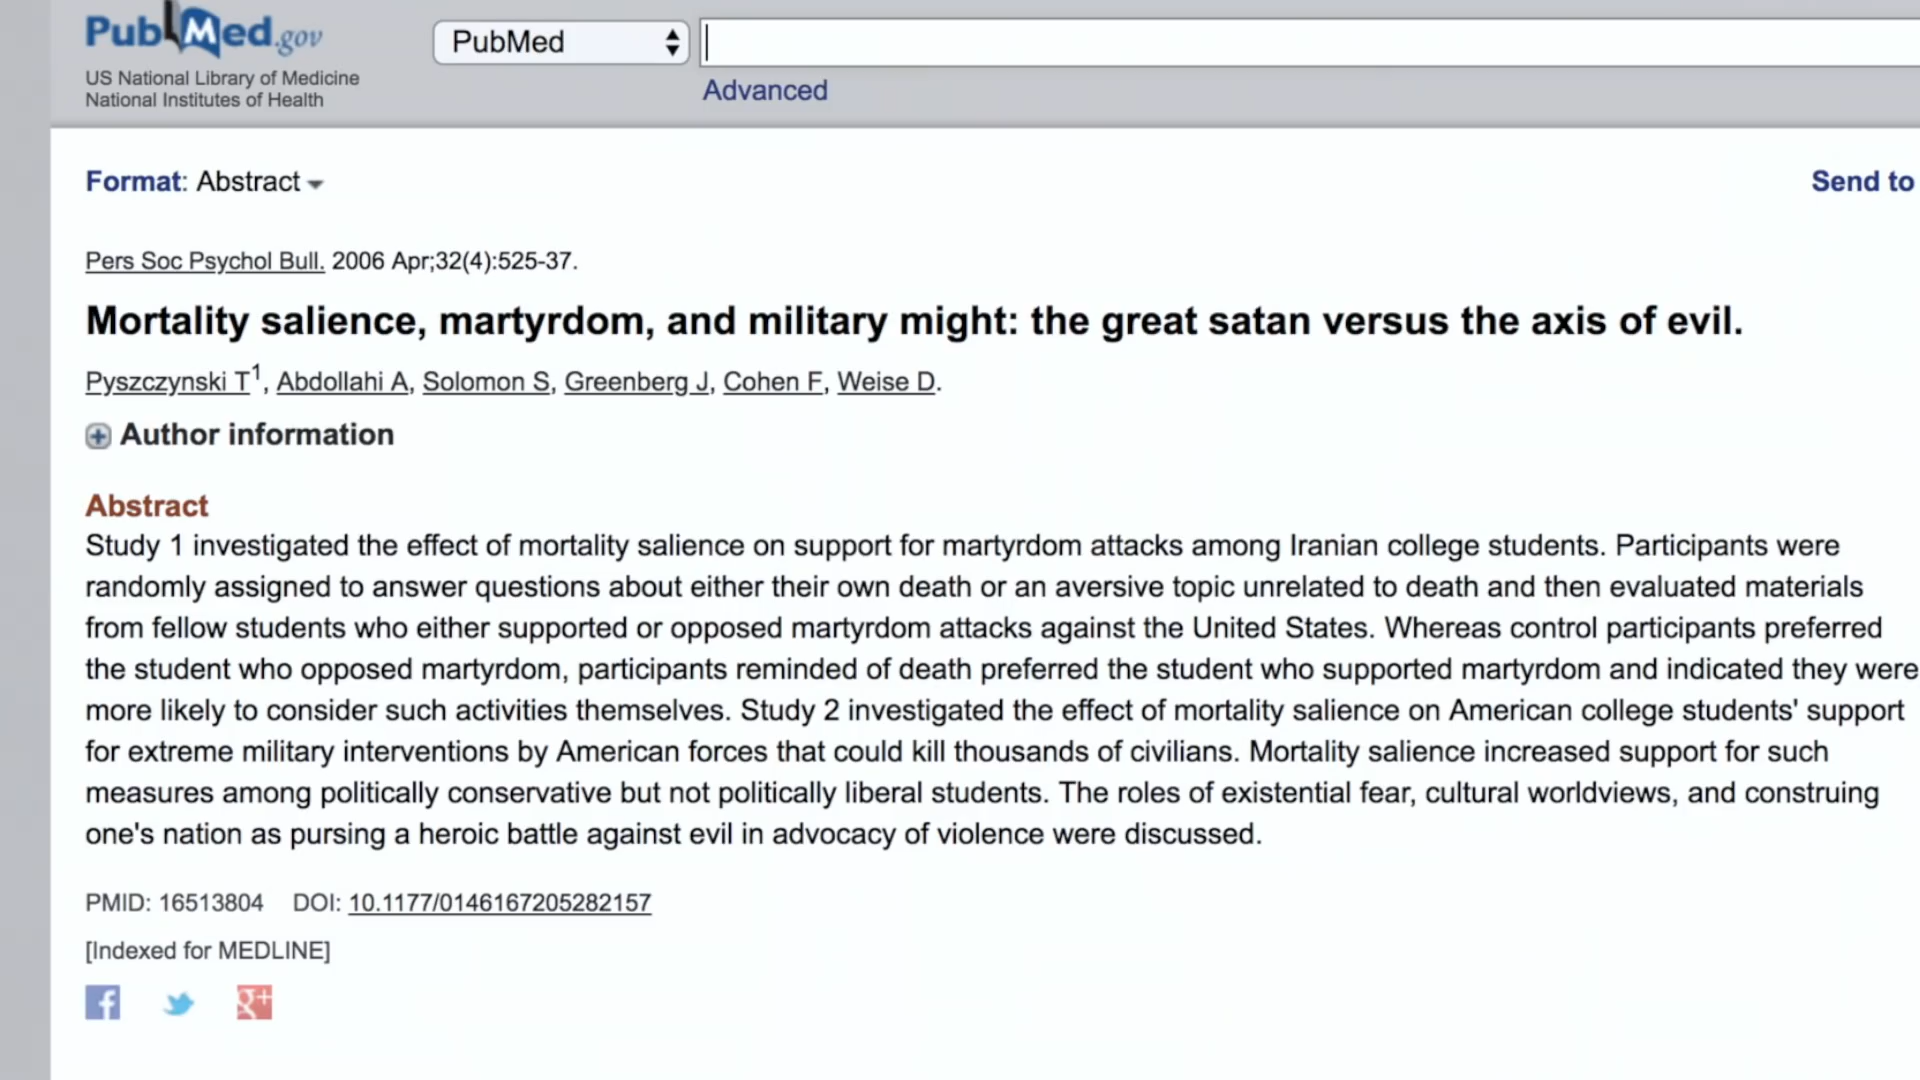 PubMed.gov
US National Library of Medicine
National Institutes of Health
PubMed
Advanced
Format: Abstract
Send to
Pers Soc Psychol Bull. 2006 Apr;32(4):525-37.
Mortality salience, martyrdom, and military might: the great satan versus the axis of evil.
Pyszczynski T1, Abdollahi A, Solomon S, Greenberg J, Cohen F, Weise D.
Author information
Abstract
Study 1 investigated the effect of mortality salience on support for martyrdom attacks among Iranian college students. Participants were
randomly assigned to answer questions about either their own death or an aversive topic unrelated to death and then evaluated materials
from fellow students who either supported or opposed martyrdom attacks against the United States. Whereas control participants preferred
the student who opposed martyrdom, participants reminded of death preferred the student who supported martyrdom and indicated they were
more likely to consider such activities themselves. Study 2 investigated the effect of mortality salience on American college students' support
for extreme military interventions by American forces that could kill thousands of civilians. Mortality salience increased support for such
measures among politically conservative but not politically liberal students. The roles of existential fear, cultural worldviews, and construing
one's nation as pursing a heroic battle against evil in advocacy of violence were discussed.
PMID: 16513804 DOI: 10.1177/0146167205282157
[Indexed for MEDLINE]
f
g+